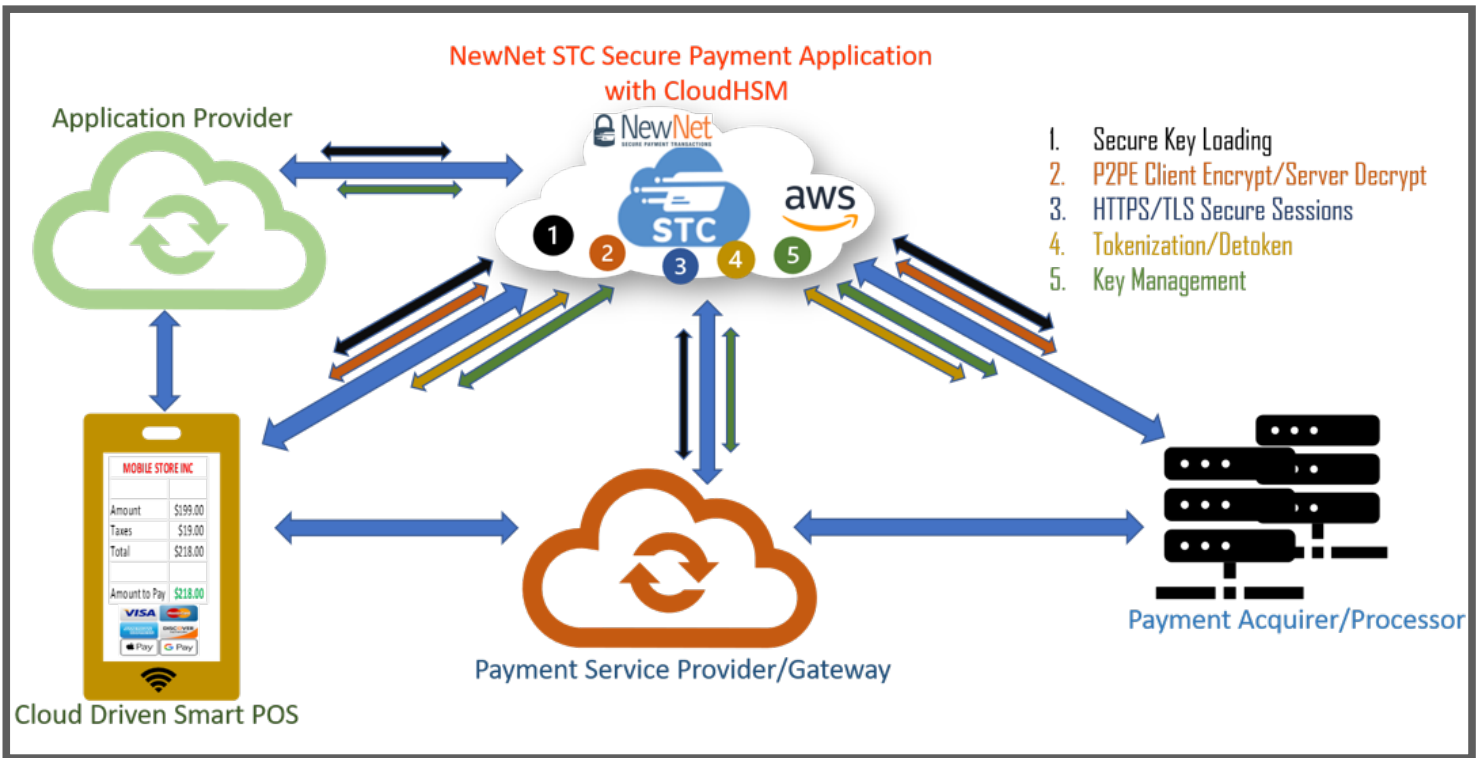 NewNet STC Secure Payment Application
with CloudHSM
Application Provider
NewNet
SECURE PAYMENT TRANSACTIONS
STC
aws
1
2
3
4
5
1. Secure Key Loading
2. P2PE Client Encrypt/Server Decrypt
3. HTTPS/TLS Secure Sessions
4. Tokenization/Detoken
5. Key Management
MOBILE STORE INC
Amount $199.00
Taxes $19.00
Total $218.00
Amount to Pay $218.00
VISA
DISCOVER
Pay G Pay
Cloud Driven Smart POS
Payment Service Provider/Gateway
Payment Acquirer/Processor